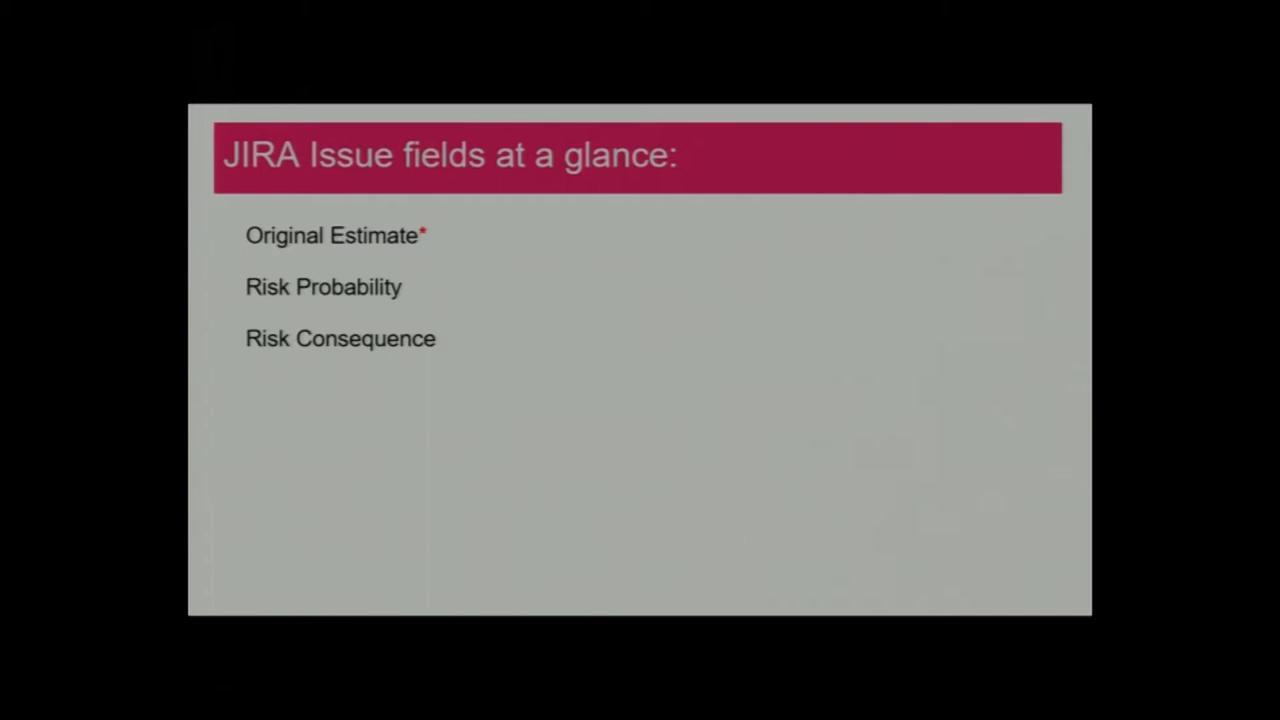 JIRA Issue fields at a glance:
Original Estimate*
Risk Probability
Risk Consequence